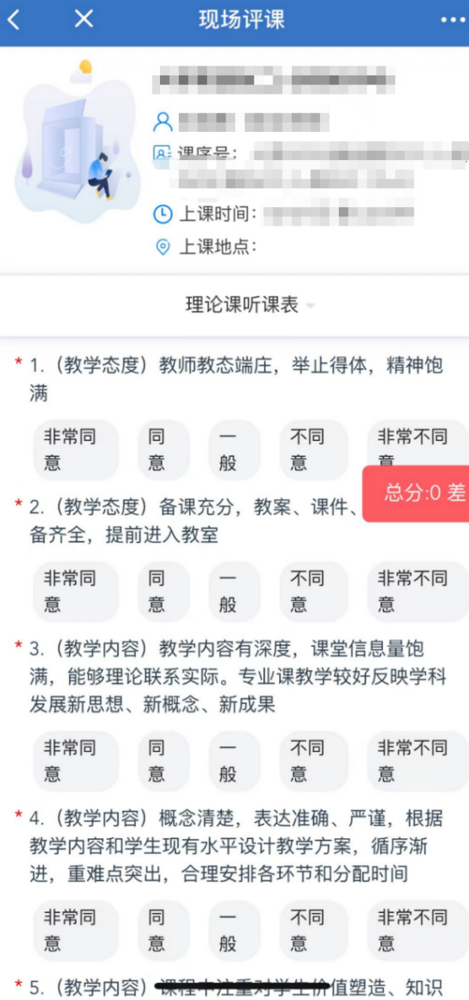 现场评课
课序号：
上课时间：
上课地点：
理论课听课表
* 1.（教学态度）教师教态端庄，举止得体，精神饱
满
非常同意 同意 一般 不同意 非常不同意
总分:0 差
* 2.（教学态度）备课充分，教案、课件、
备齐全，提前进入教室
非常同意 同意 一般 不同意 非常不同意
* 3.（教学内容）教学内容有深度，课堂信息量饱
满，能够理论联系实际。专业课教学较好反映学科
发展新思想、新概念、新成果
非常同意 同意 一般 不同意 非常不同意
* 4.（教学内容）概念清楚，表达准确、严谨，根据
教学内容和学生现有水平设计教学方案，循序渐
进，重难点突出，合理安排各环节和分配时间
非常同意 同意 一般 不同意 非常不同意
* 5.（教学内容）课程中注重对学生价值塑造、知识